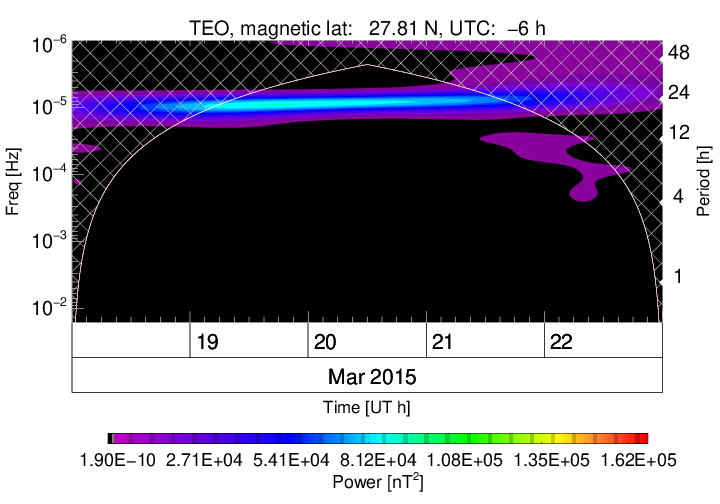 TEO, magnetic lat: 27.81 N, UTC: −6 h
10⁻⁶
10⁻⁵
10⁻⁴
10⁻³
10⁻²
Freq [Hz]
48
24
12
4
1
Period [h]
19 20 21 22
Mar 2015
Time [UT h]
1.90E−10 2.71E+04 5.41E+04 8.12E+04 1.08E+05 1.35E+05 1.62E+05
Power [nT²]